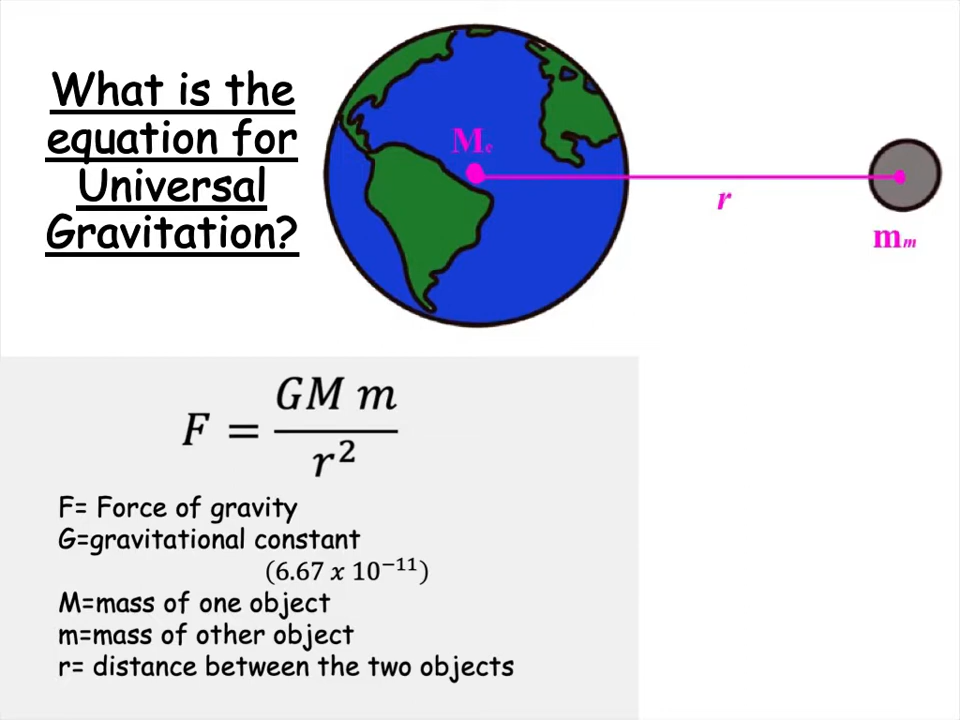 What is the
equation for
Universal
Gravitation?
Mₑ
r
mₘ
F = GM m / r²
F= Force of gravity
G=gravitational constant
(6.67 x 10⁻¹¹)
M=mass of one object
m=mass of other object
r= distance between the two objects